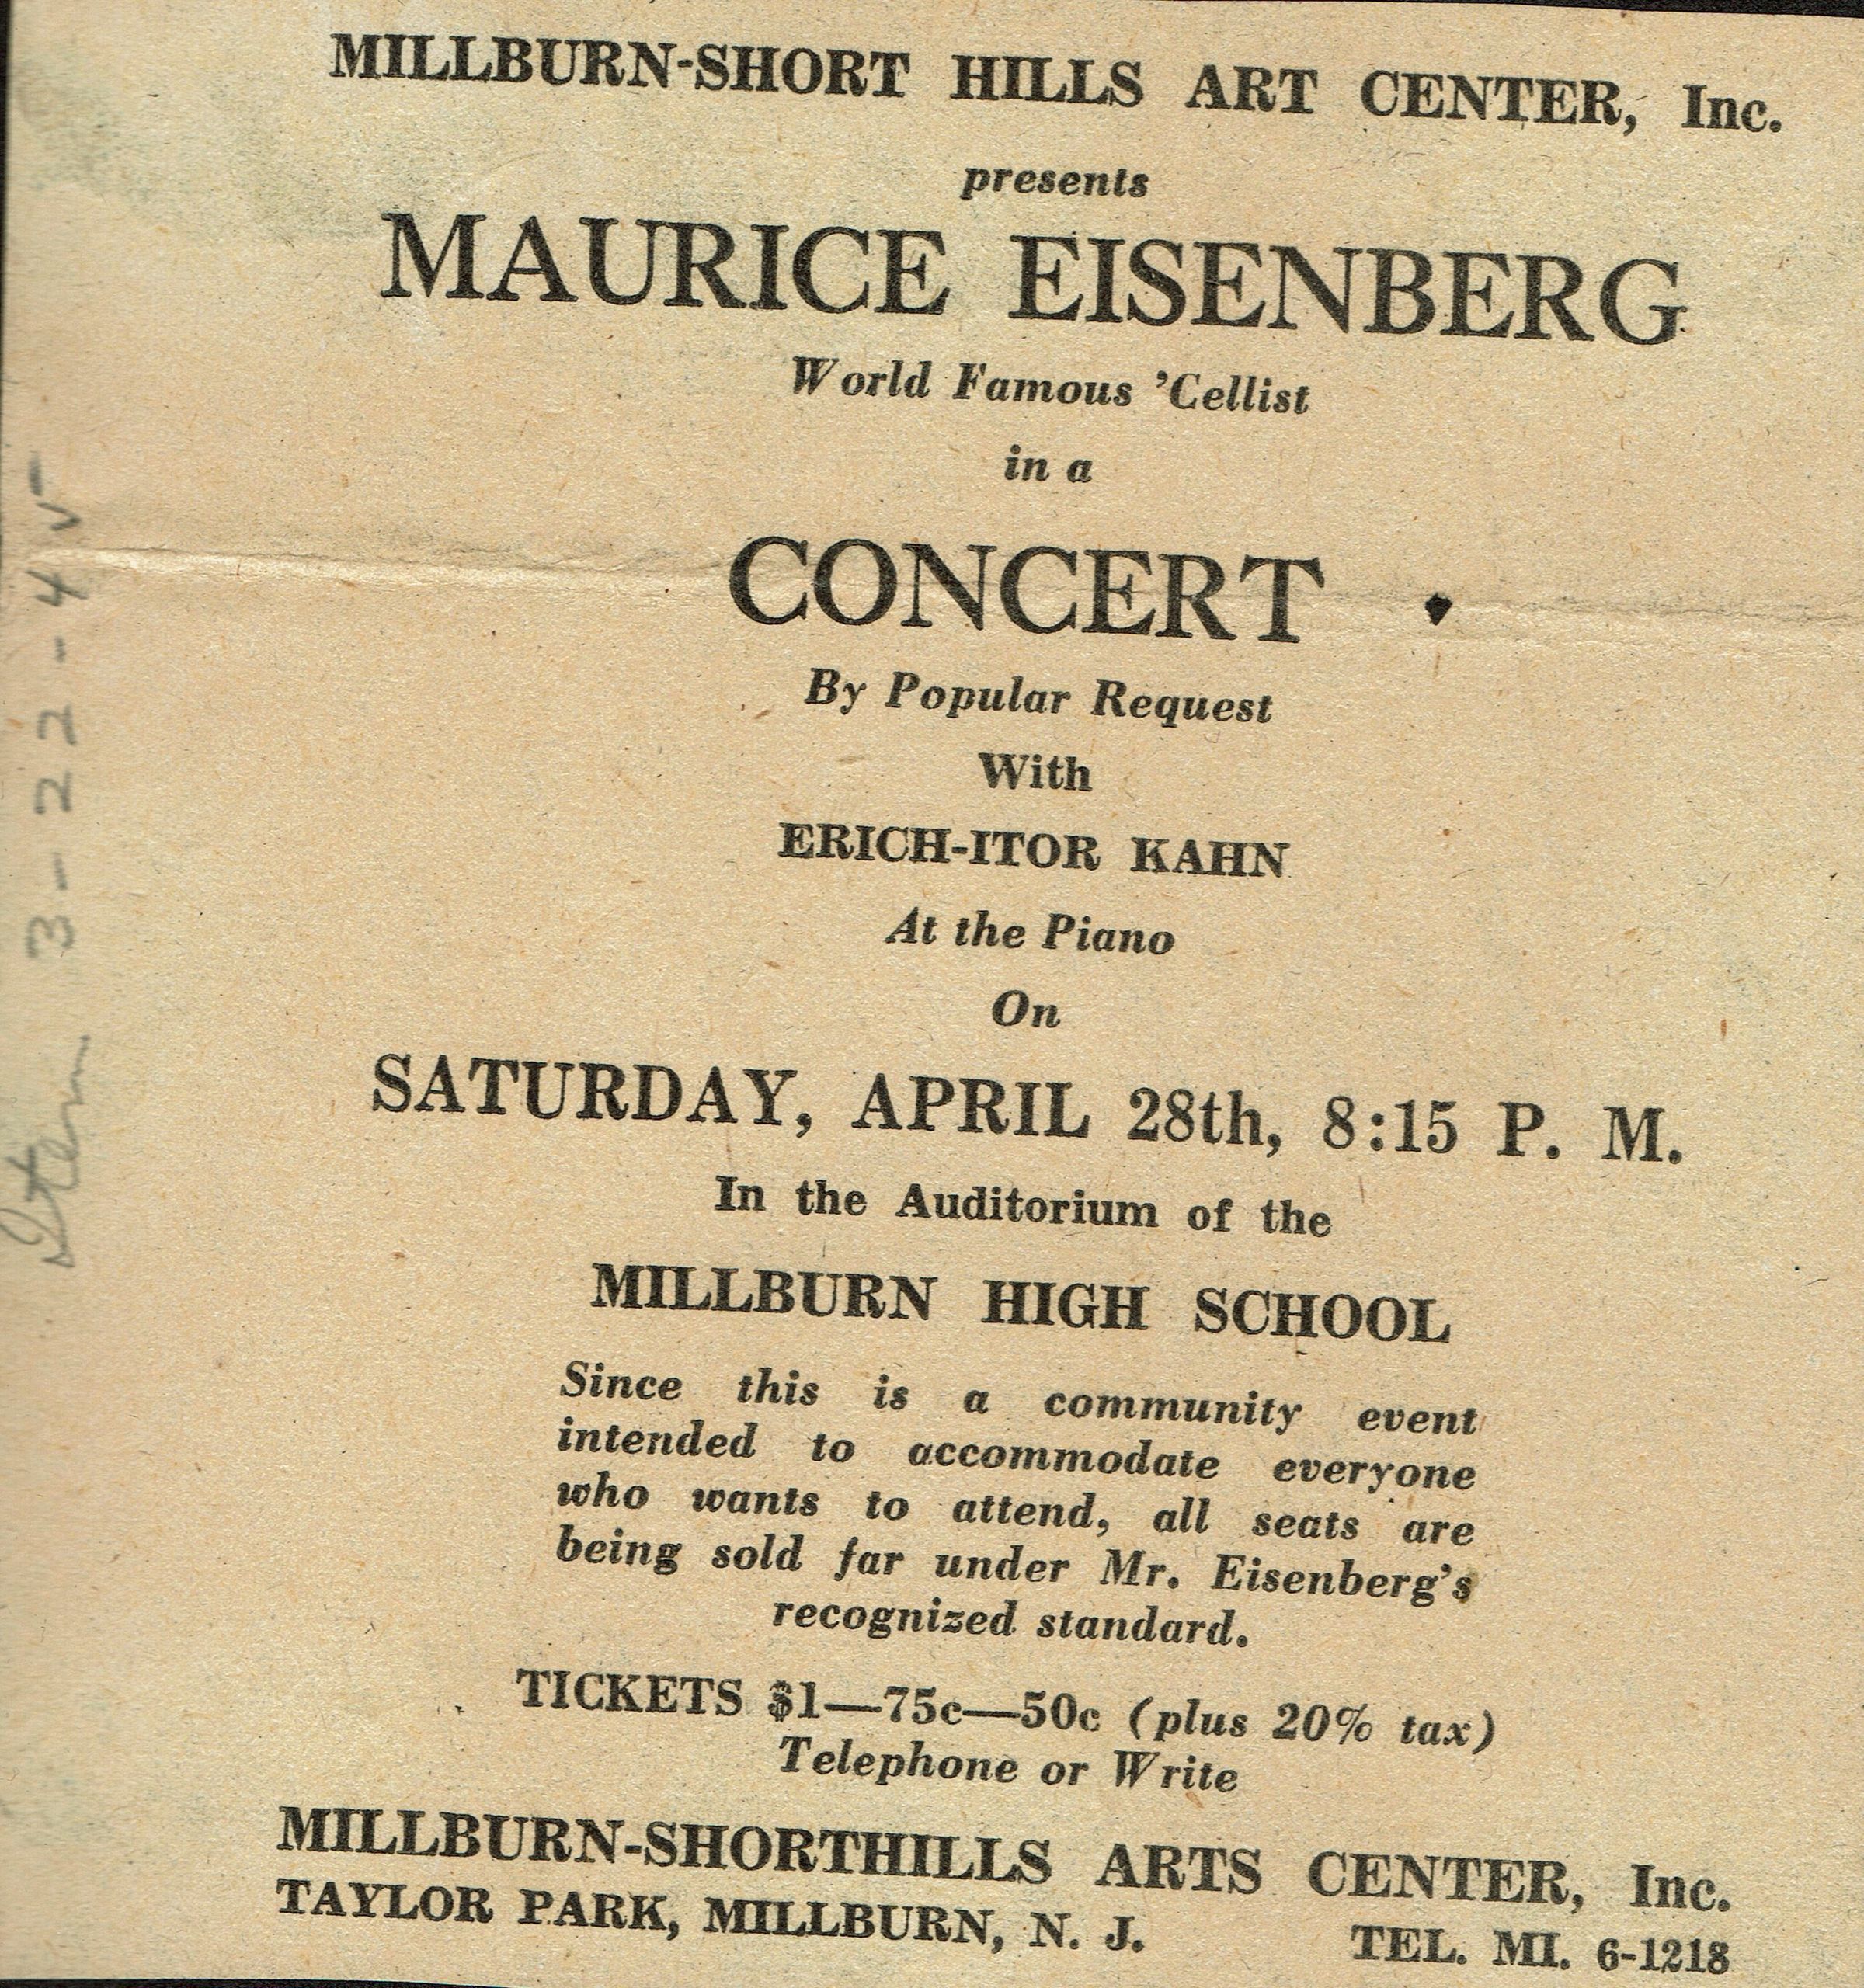 MILLBURN-SHORT HILLS ART CENTER, Inc.
presents
MAURICE EISENBERG
World Famous 'Cellist
in a
CONCERT
By Popular Request
With
ERICH-ITOR KAHN
At the Piano
On
SATURDAY, APRIL 28th, 8:15 P. M.
In the Auditorium of the
MILLBURN HIGH SCHOOL
Since this is a community event
intended to accommodate everyone
who wants to attend, all seats are
being sold far under Mr. Eisenberg's
recognized standard.
TICKETS $1—75c—50c (plus 20% tax)
Telephone or Write
MILLBURN-SHORTHILLS ARTS CENTER, Inc.
TAYLOR PARK, MILLBURN, N. J. TEL. MI. 6-1218
Item 3-22-45